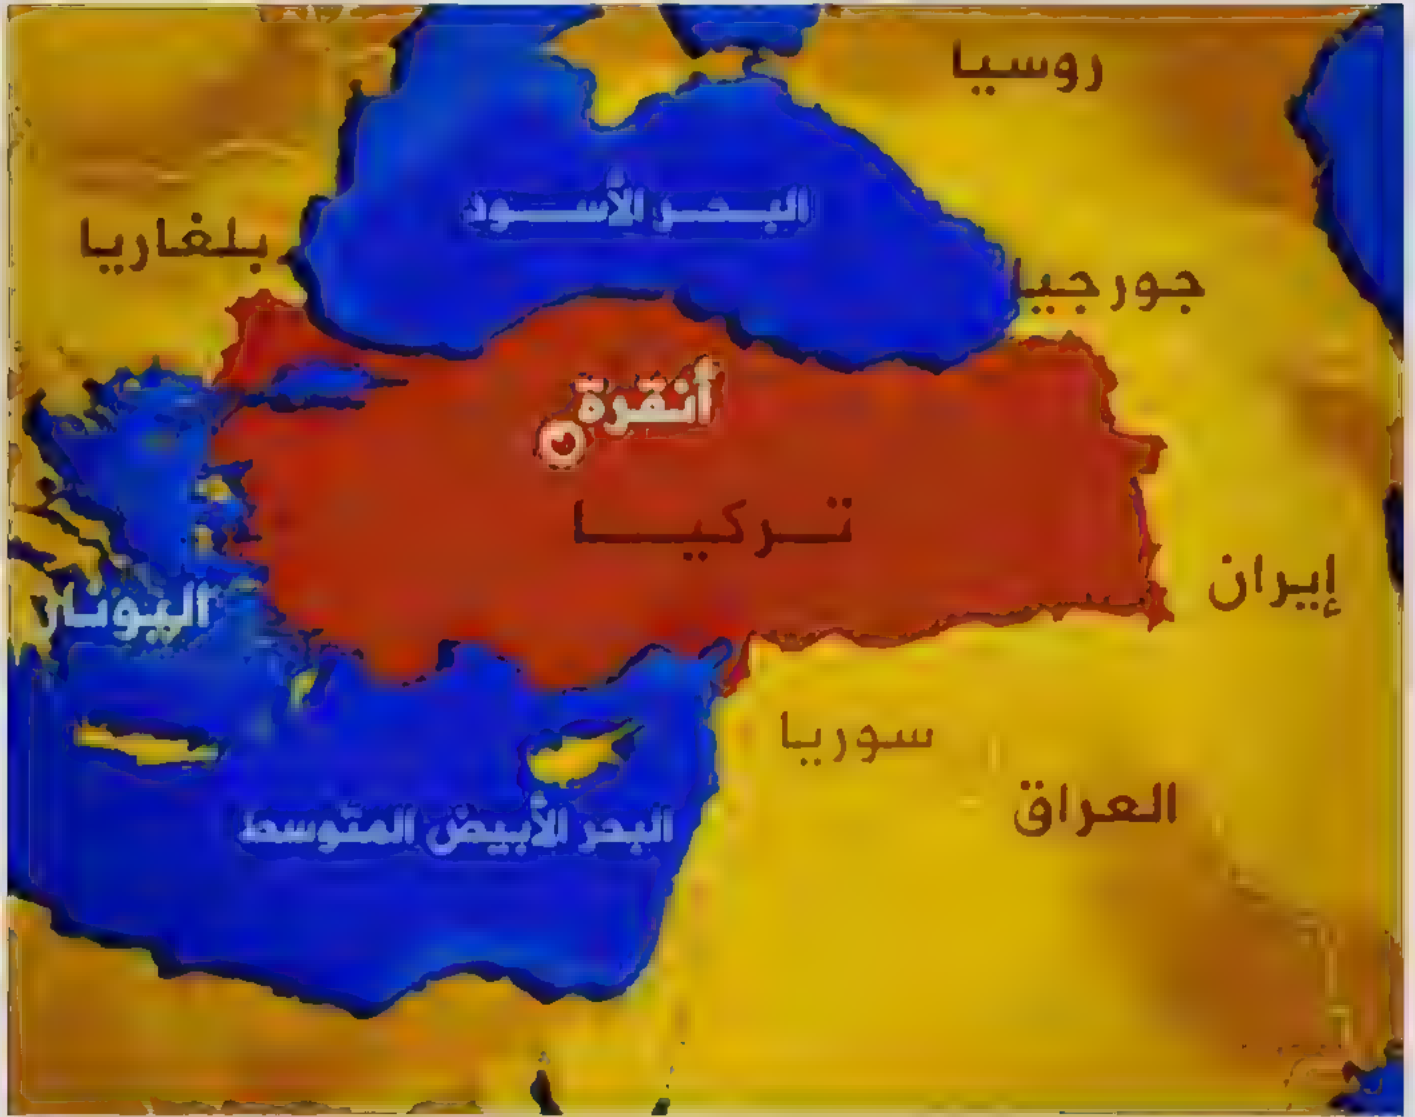 روسيا
البحر الأسود
بلغاريا
جورجيا
أنقرة
تركيا
إيران
اليونان
سوريا
العراق
البحر الأبيض المتوسط